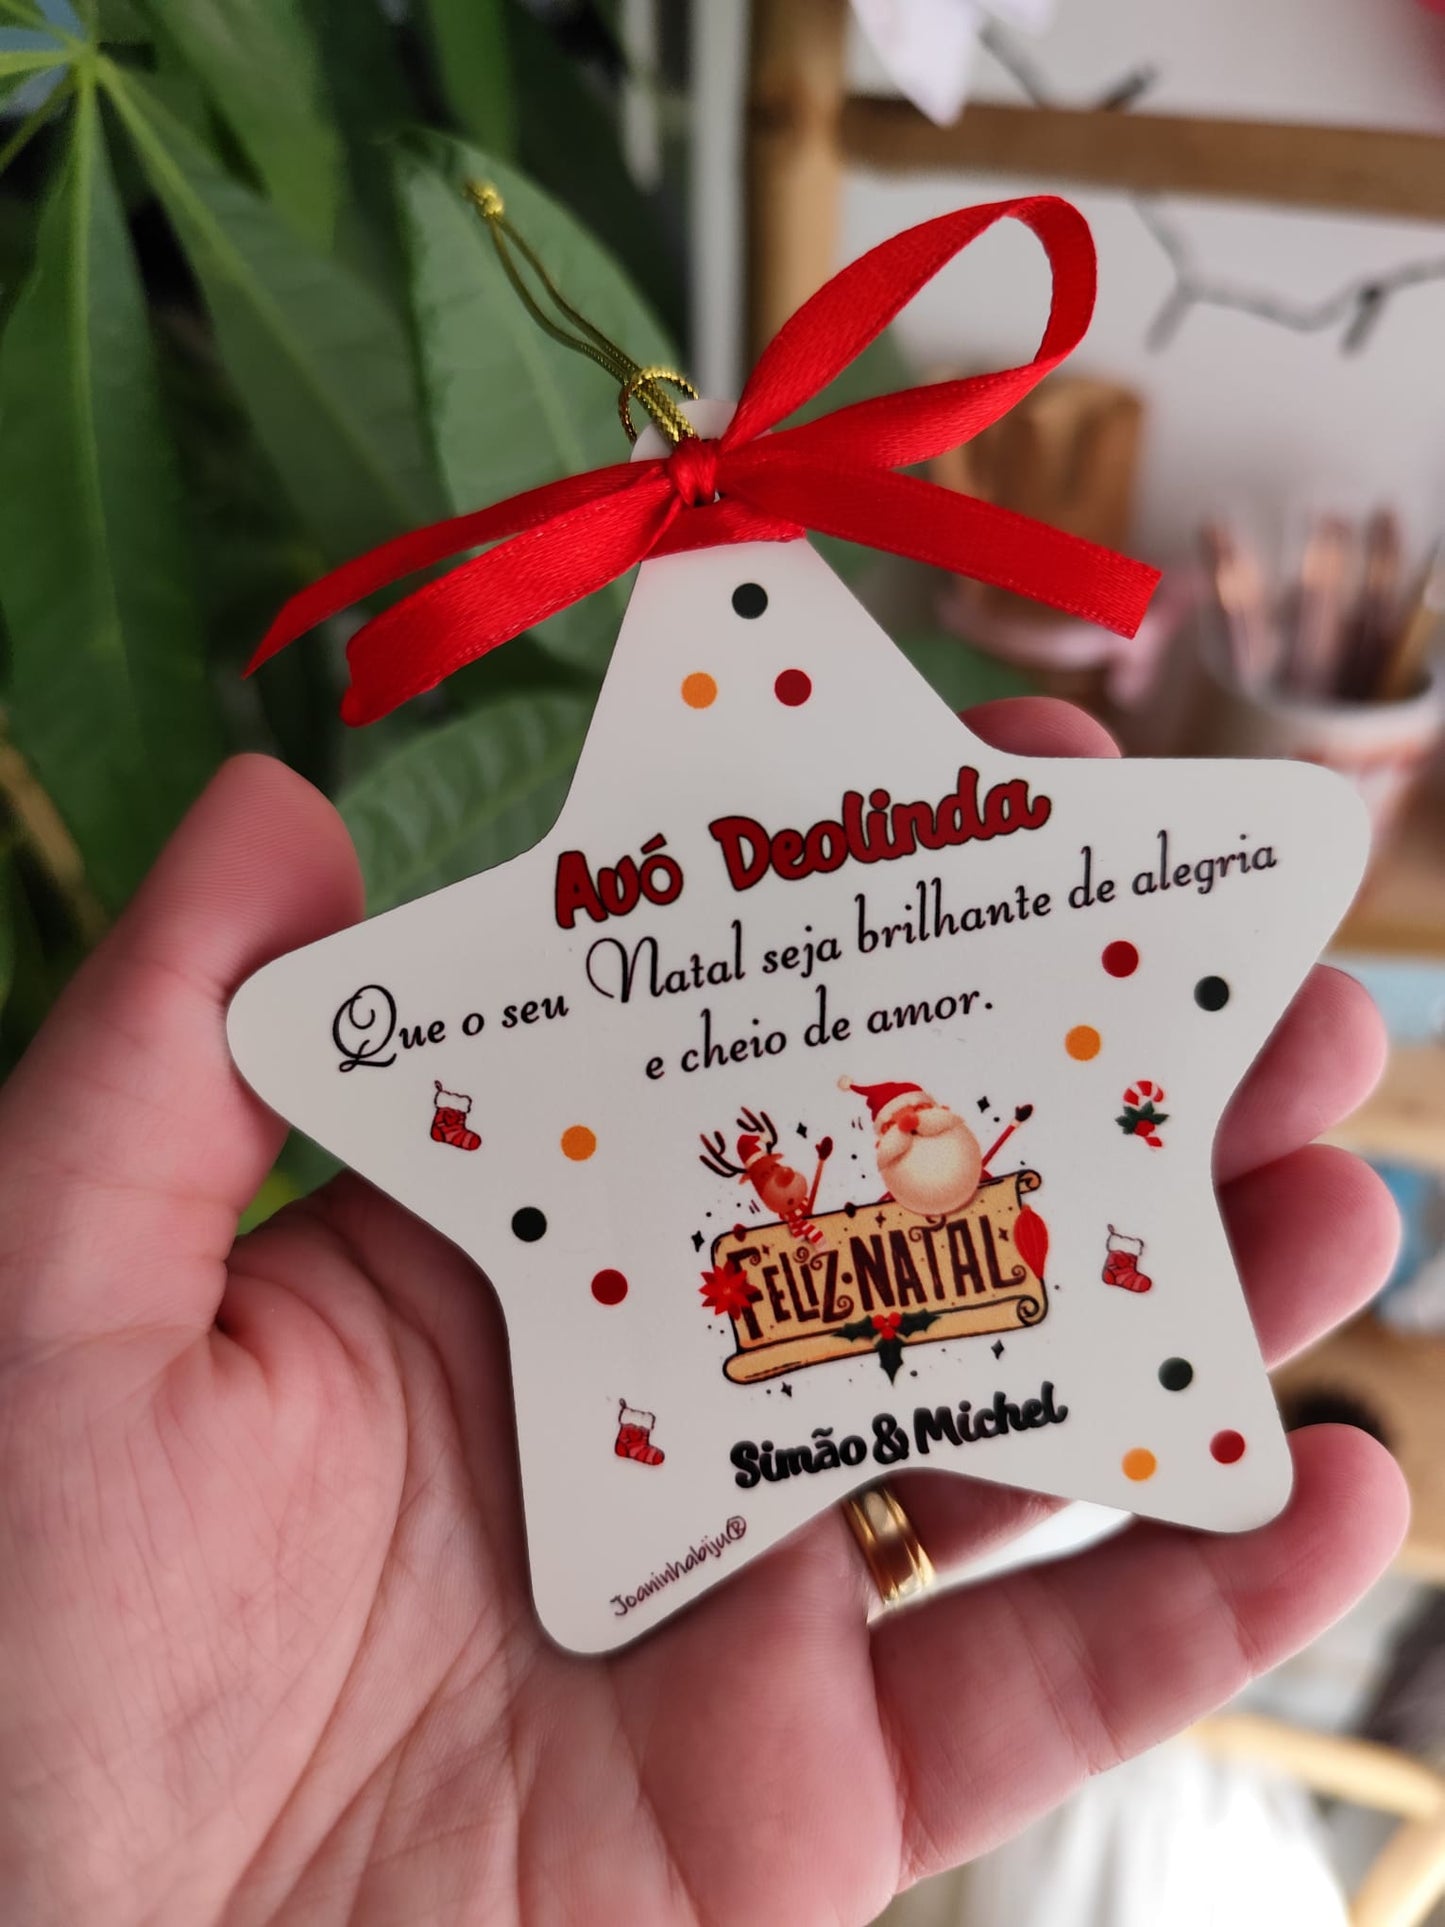 Avó Deolinda
Que o seu Natal seja brilhante de alegria
e cheio de amor.
FELIZ·NATAL
Simão & Michel
Joaninhabiju®